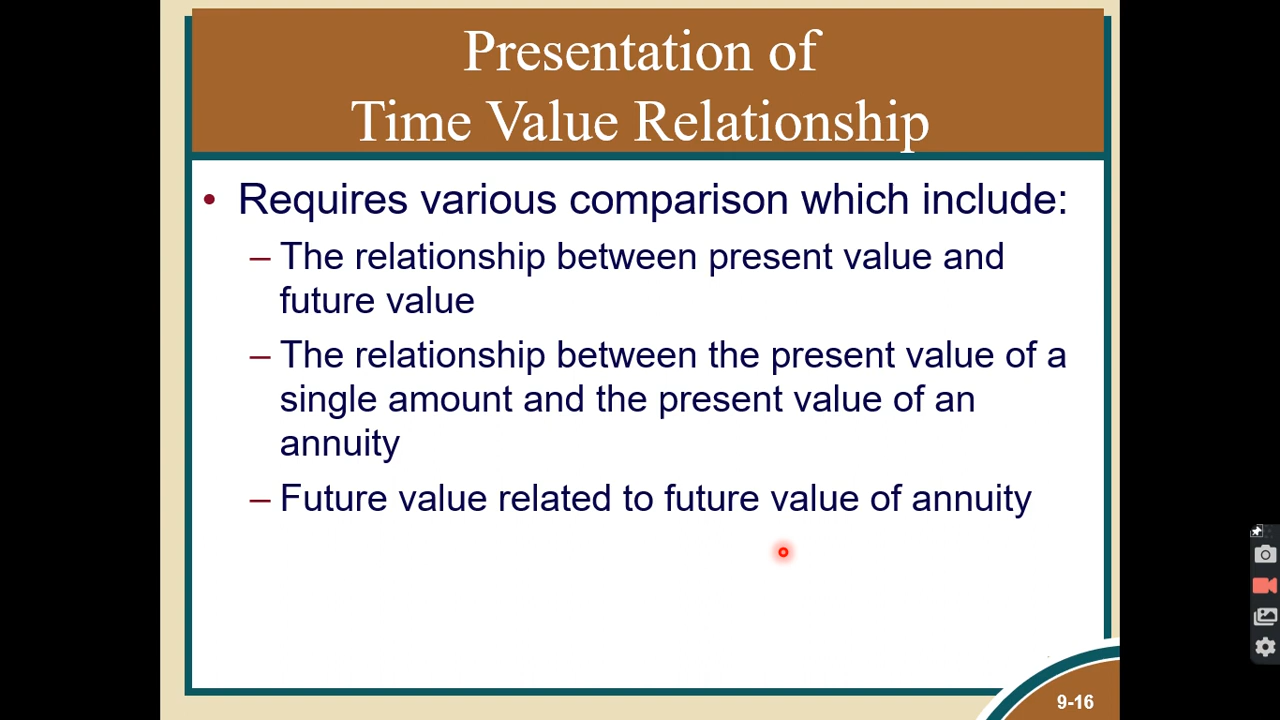 Presentation of
Time Value Relationship
• Requires various comparison which include:
– The relationship between present value and
future value
– The relationship between the present value of a
single amount and the present value of an
annuity
– Future value related to future value of annuity
9-16